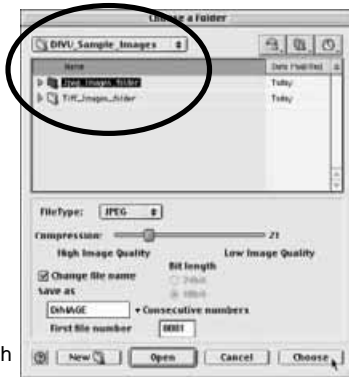 Choose a Folder
DIVU_Sample_Images
Name Date Modified
Jpeg_Images_folder Today
Tiff_Images_folder Today
FileType: JPEG
Compression: 21
High Image Quality Low Image Quality
Bit length
Change file name
24bit
Save as
48bit
DiMAGE + Consecutive numbers
First file number 0001
h
New Open Cancel Choose